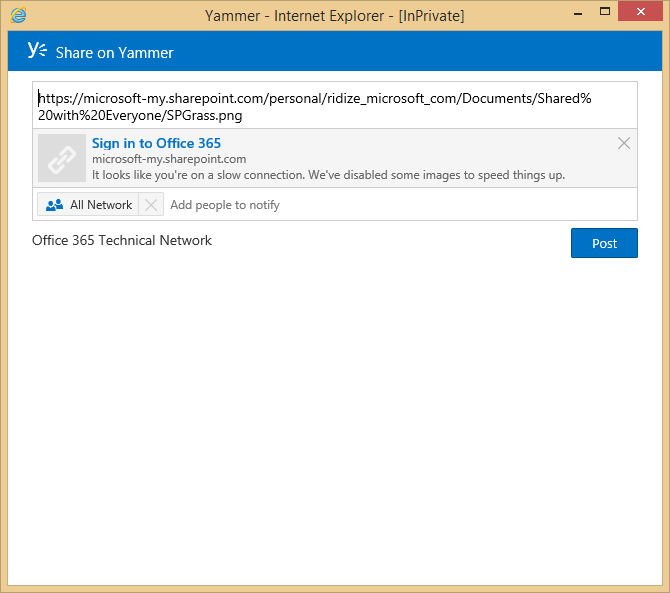 Yammer - Internet Explorer - [InPrivate]
Share on Yammer
https://microsoft-my.sharepoint.com/personal/ridize_microsoft_com/Documents/Shared%
20with%20Everyone/SPGrass.png
Sign in to Office 365
microsoft-my.sharepoint.com
It looks like you're on a slow connection. We've disabled some images to speed things up.
All Network Add people to notify
Office 365 Technical Network
Post